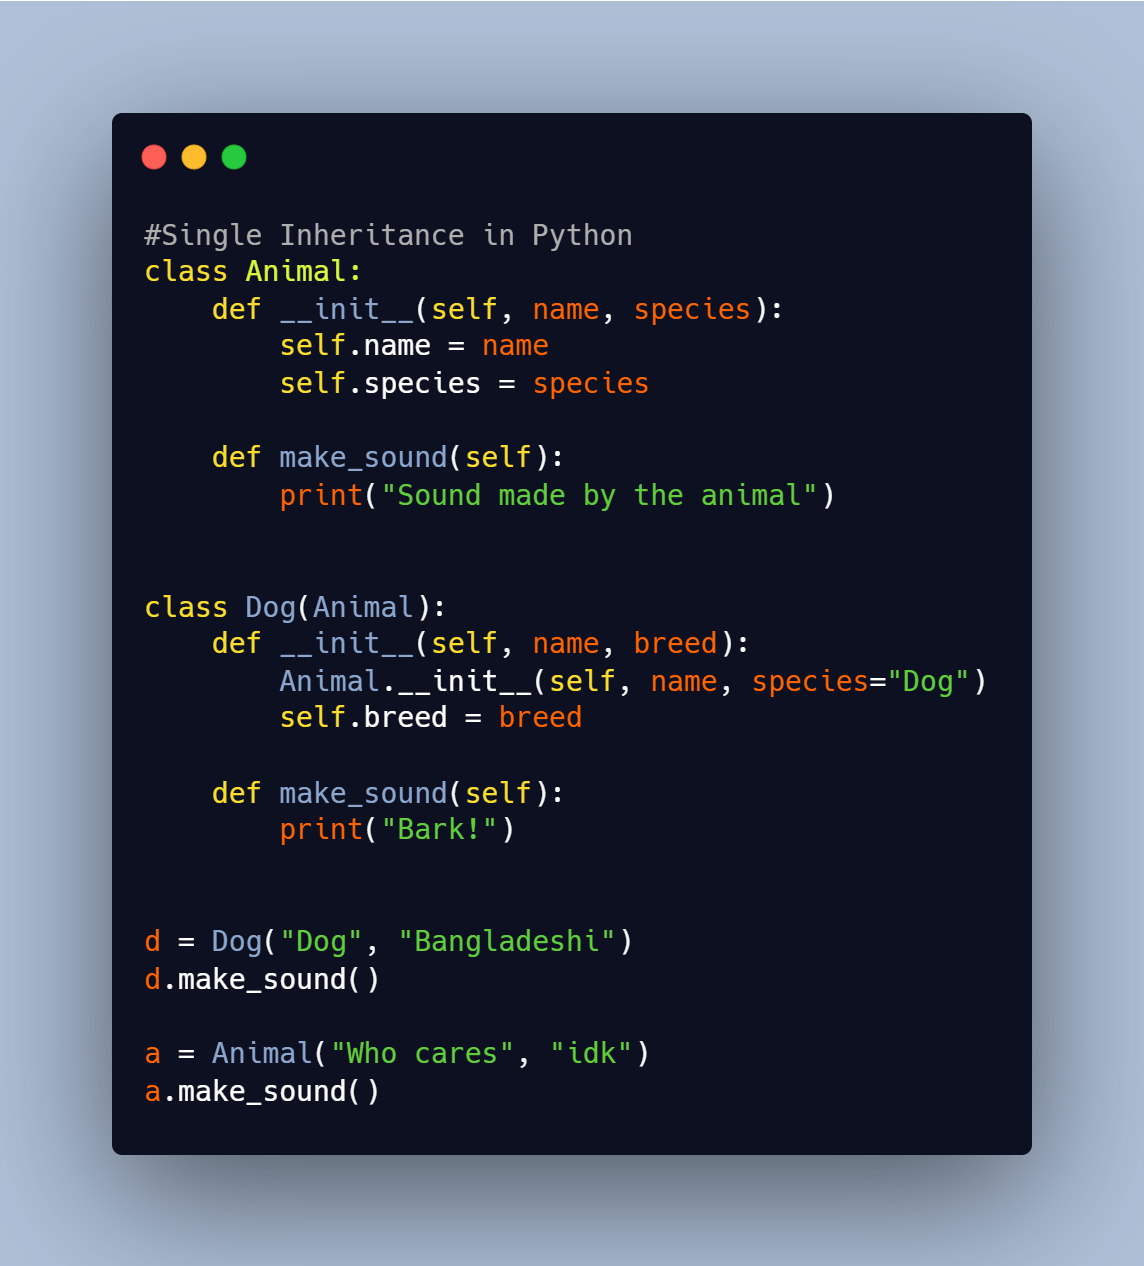 #Single Inheritance in Python
class Animal:
    def __init__(self, name, species):
        self.name = name
        self.species = species

    def make_sound(self):
        print("Sound made by the animal")


class Dog(Animal):
    def __init__(self, name, breed):
        Animal.__init__(self, name, species="Dog")
        self.breed = breed

    def make_sound(self):
        print("Bark!")


d = Dog("Dog", "Bangladeshi")
d.make_sound()

a = Animal("Who cares", "idk")
a.make_sound()